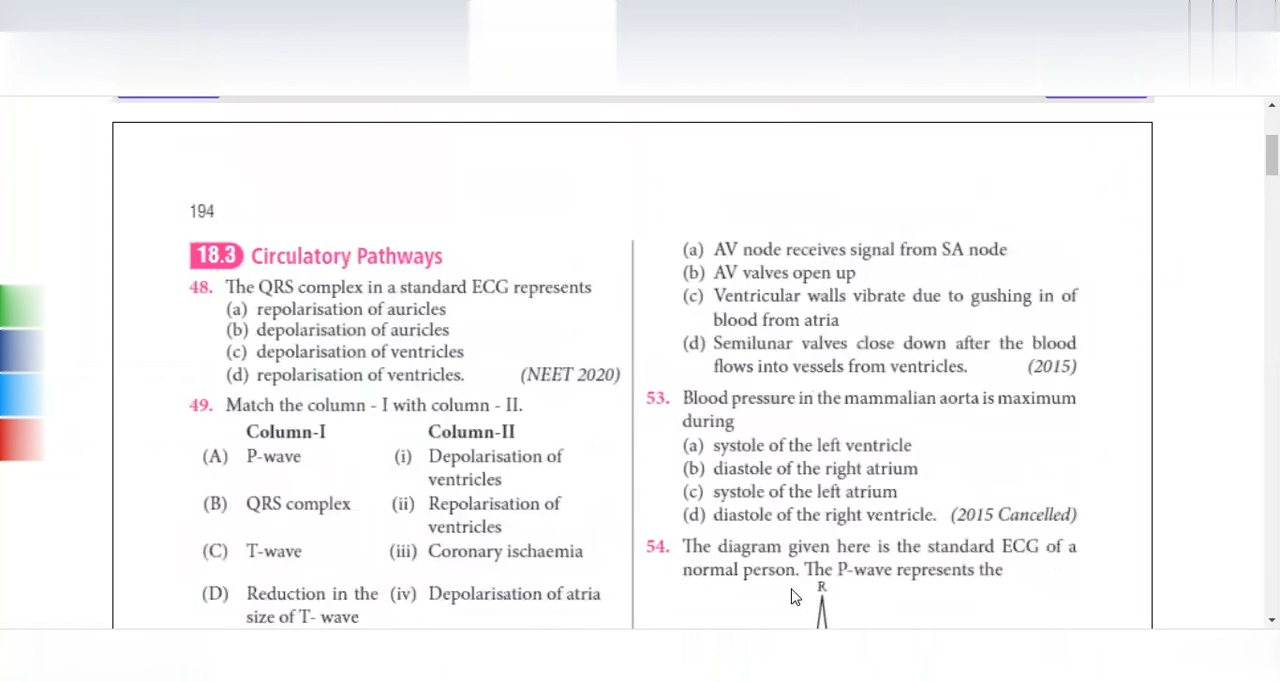 194
18.3 Circulatory Pathways
48. The QRS complex in a standard ECG represents
(a) repolarisation of auricles
(b) depolarisation of auricles
(c) depolarisation of ventricles
(d) repolarisation of ventricles. (NEET 2020)
49. Match the column - I with column - II.
Column-I Column-II
(A) P-wave (i) Depolarisation of
ventricles
(B) QRS complex (ii) Repolarisation of
ventricles
(C) T-wave (iii) Coronary ischaemia
(D) Reduction in the (iv) Depolarisation of atria
size of T- wave
(a) AV node receives signal from SA node
(b) AV valves open up
(c) Ventricular walls vibrate due to gushing in of
blood from atria
(d) Semilunar valves close down after the blood
flows into vessels from ventricles. (2015)
53. Blood pressure in the mammalian aorta is maximum
during
(a) systole of the left ventricle
(b) diastole of the right atrium
(c) systole of the left atrium
(d) diastole of the right ventricle. (2015 Cancelled)
54. The diagram given here is the standard ECG of a
normal person. The P-wave represents the
R